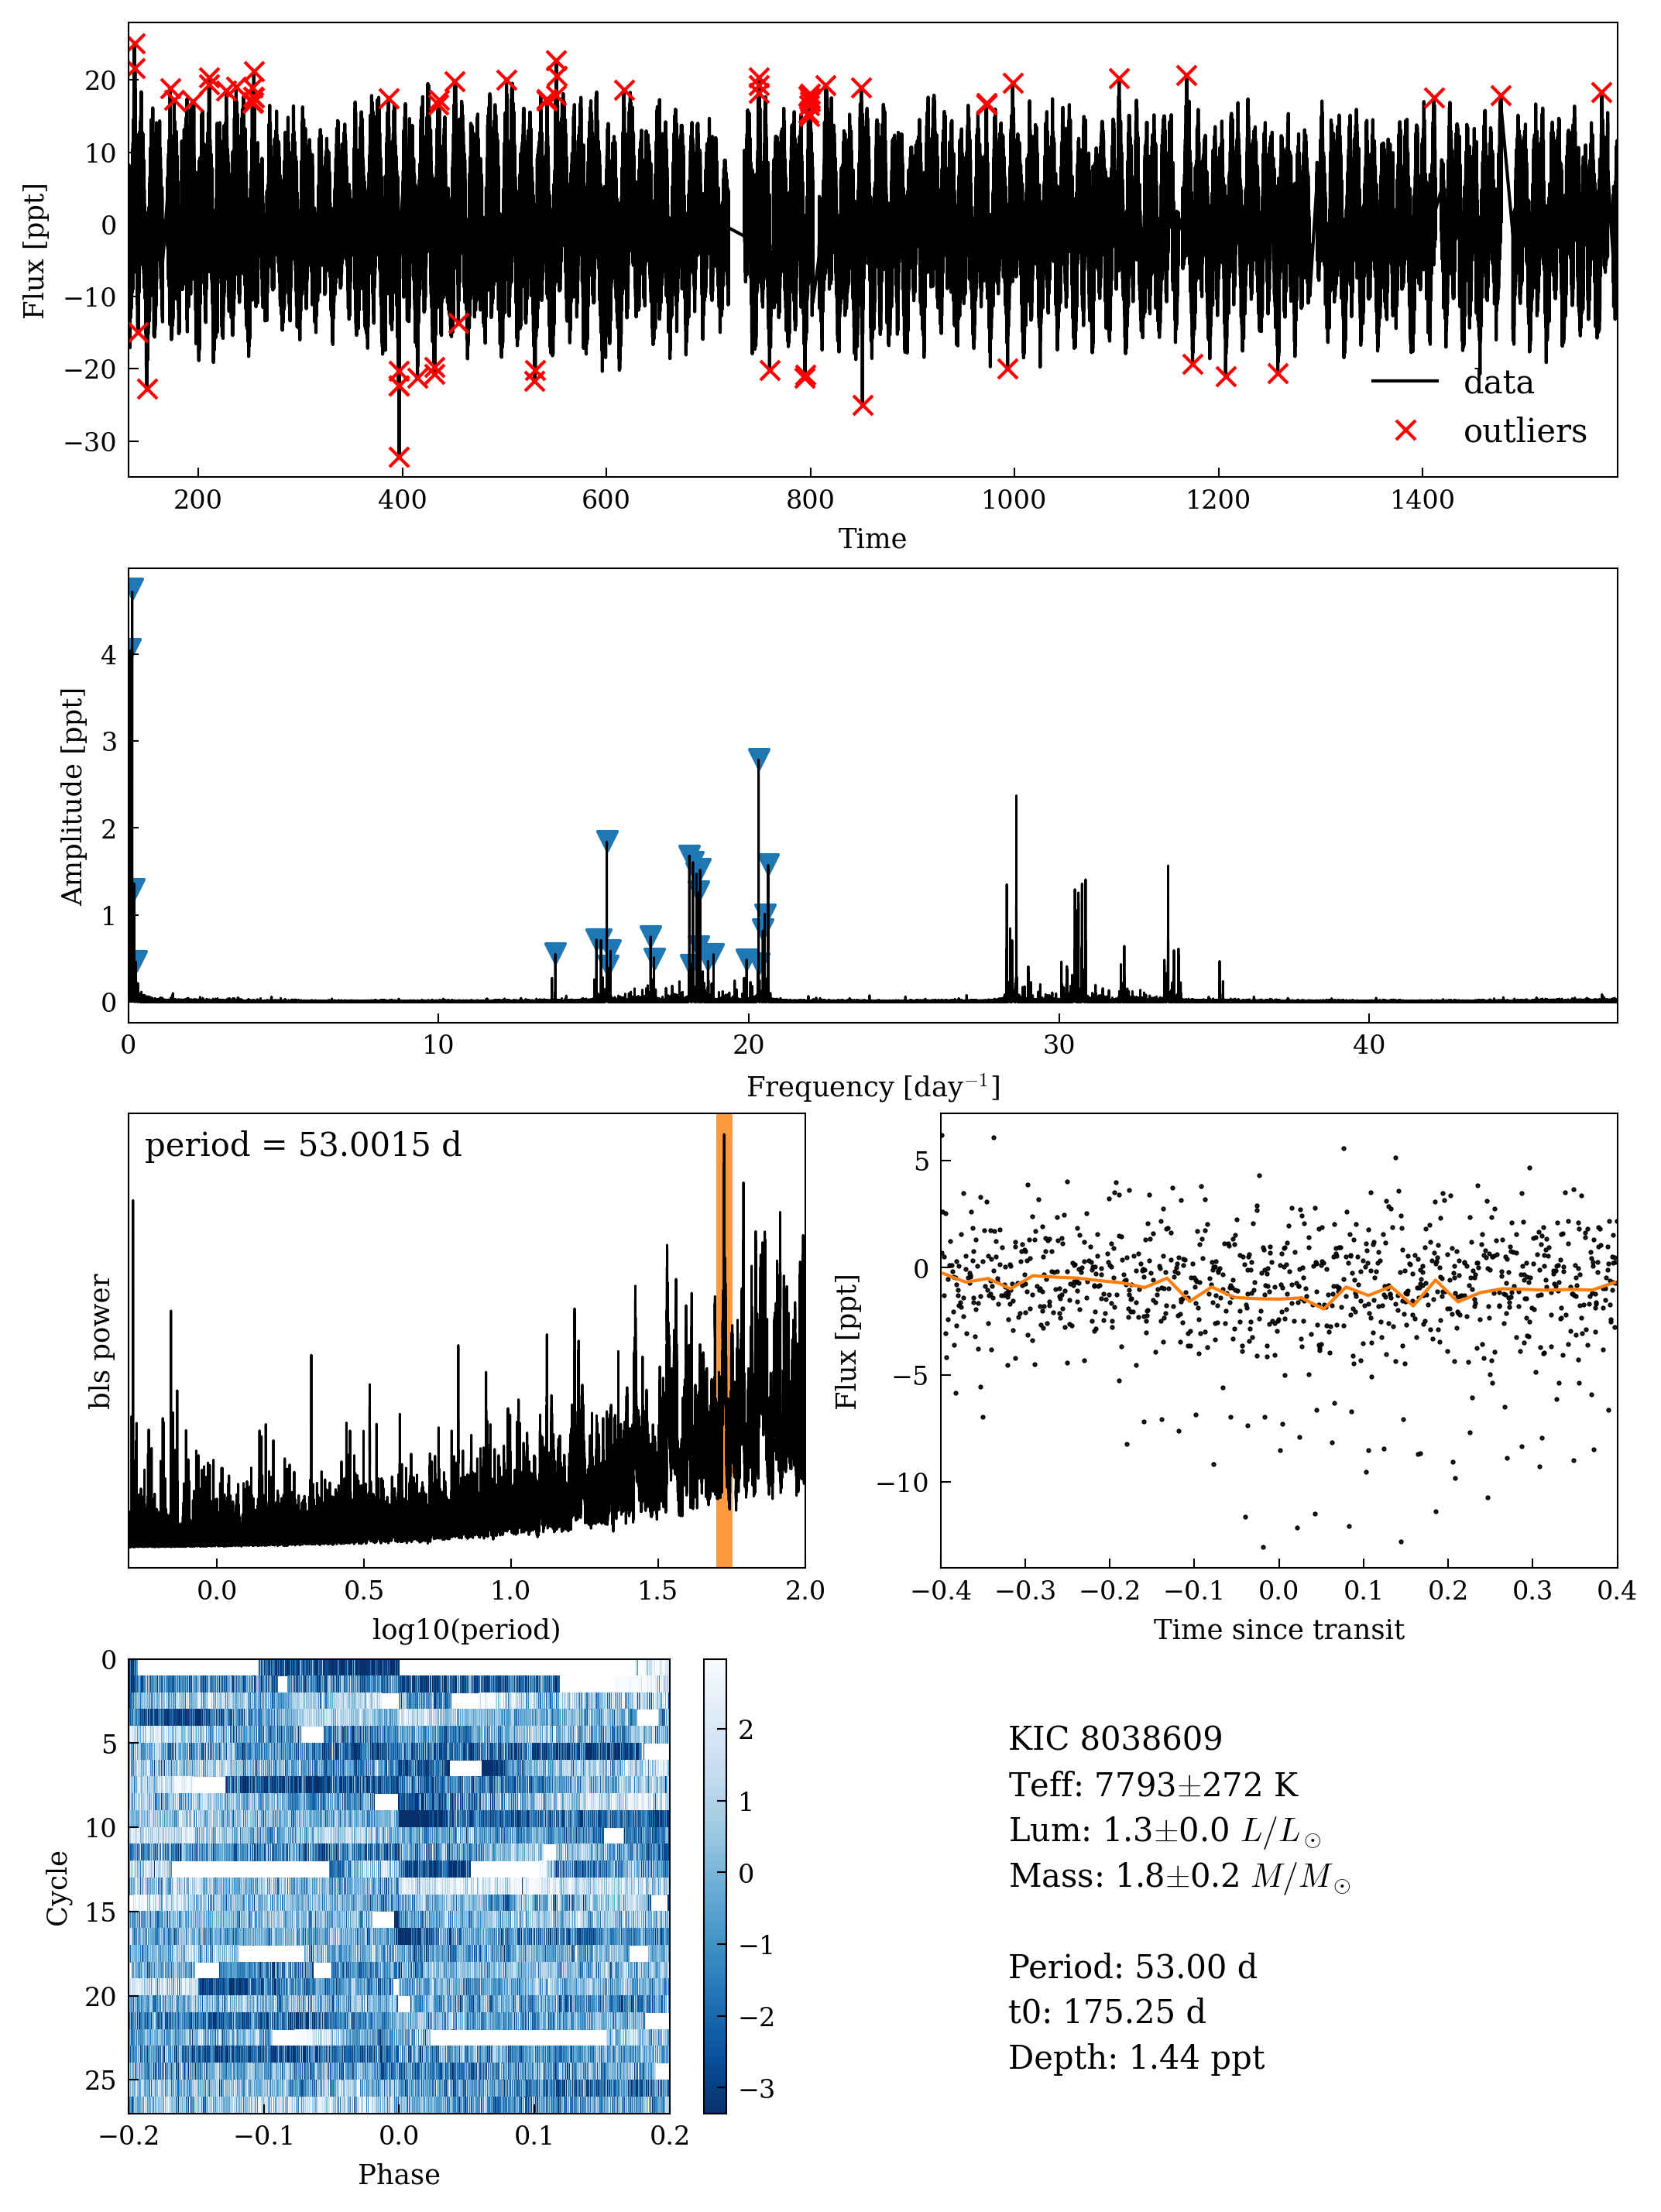 20
10
0
−10
−20
−30
Flux [ppt]
data
outliers
200 400 600 800 1000 1200 1400
Time
4
3
2
1
0
Amplitude [ppt]
0 10 20 30 40
Frequency [day⁻¹]
period = 53.0015 d
bls power
0.0 0.5 1.0 1.5 2.0
log10(period)
5
0
−5
−10
Flux [ppt]
−0.4 −0.3 −0.2 −0.1 0.0 0.1 0.2 0.3 0.4
Time since transit
0
5
10
15
20
25
Cycle
−0.2 −0.1 0.0 0.1 0.2
Phase
2
1
0
−1
−2
−3
KIC 8038609
Teff: 7793±272 K
Lum: 1.3±0.0 L/L⊙
Mass: 1.8±0.2 M/M⊙
Period: 53.00 d
t0: 175.25 d
Depth: 1.44 ppt